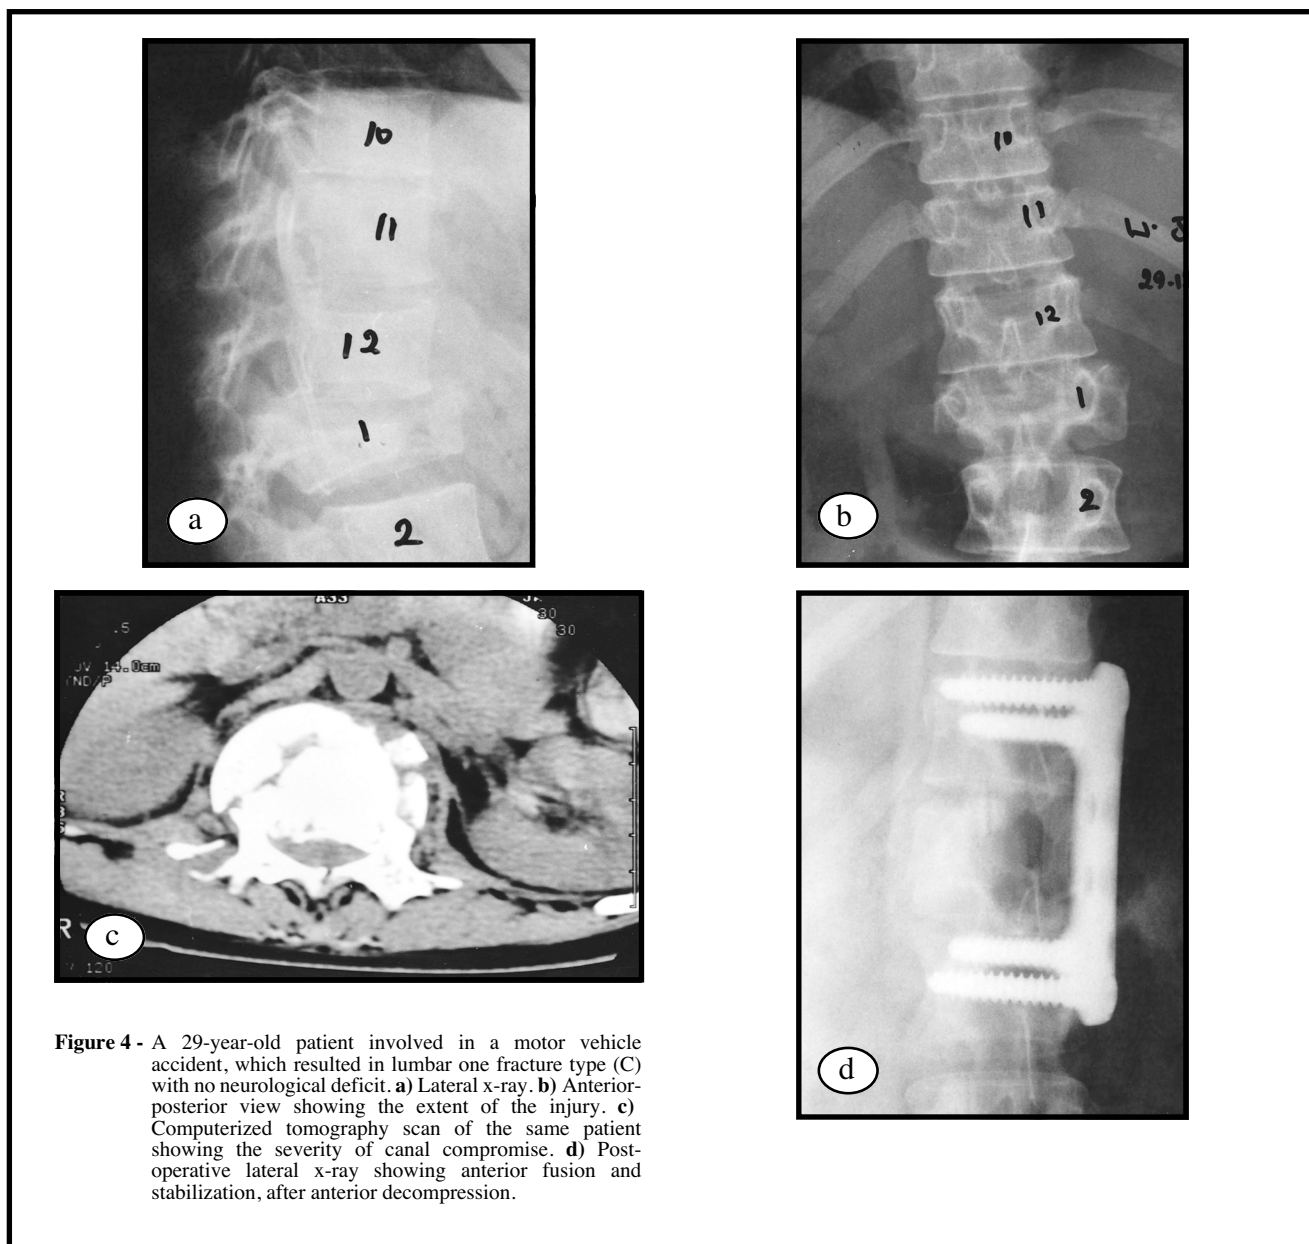 10
11
12
1
2
a
10
11
W.
29-1
12
1
2
b
A33
30
30
.5
14.0cm
R
120
c
d
Figure 4 - A 29-year-old patient involved in a motor vehicle
accident, which resulted in lumbar one fracture type (C)
with no neurological deficit. a) Lateral x-ray. b) Anterior-
posterior view showing the extent of the injury. c)
Computerized tomography scan of the same patient
showing the severity of canal compromise. d) Post-
operative lateral x-ray showing anterior fusion and
stabilization, after anterior decompression.